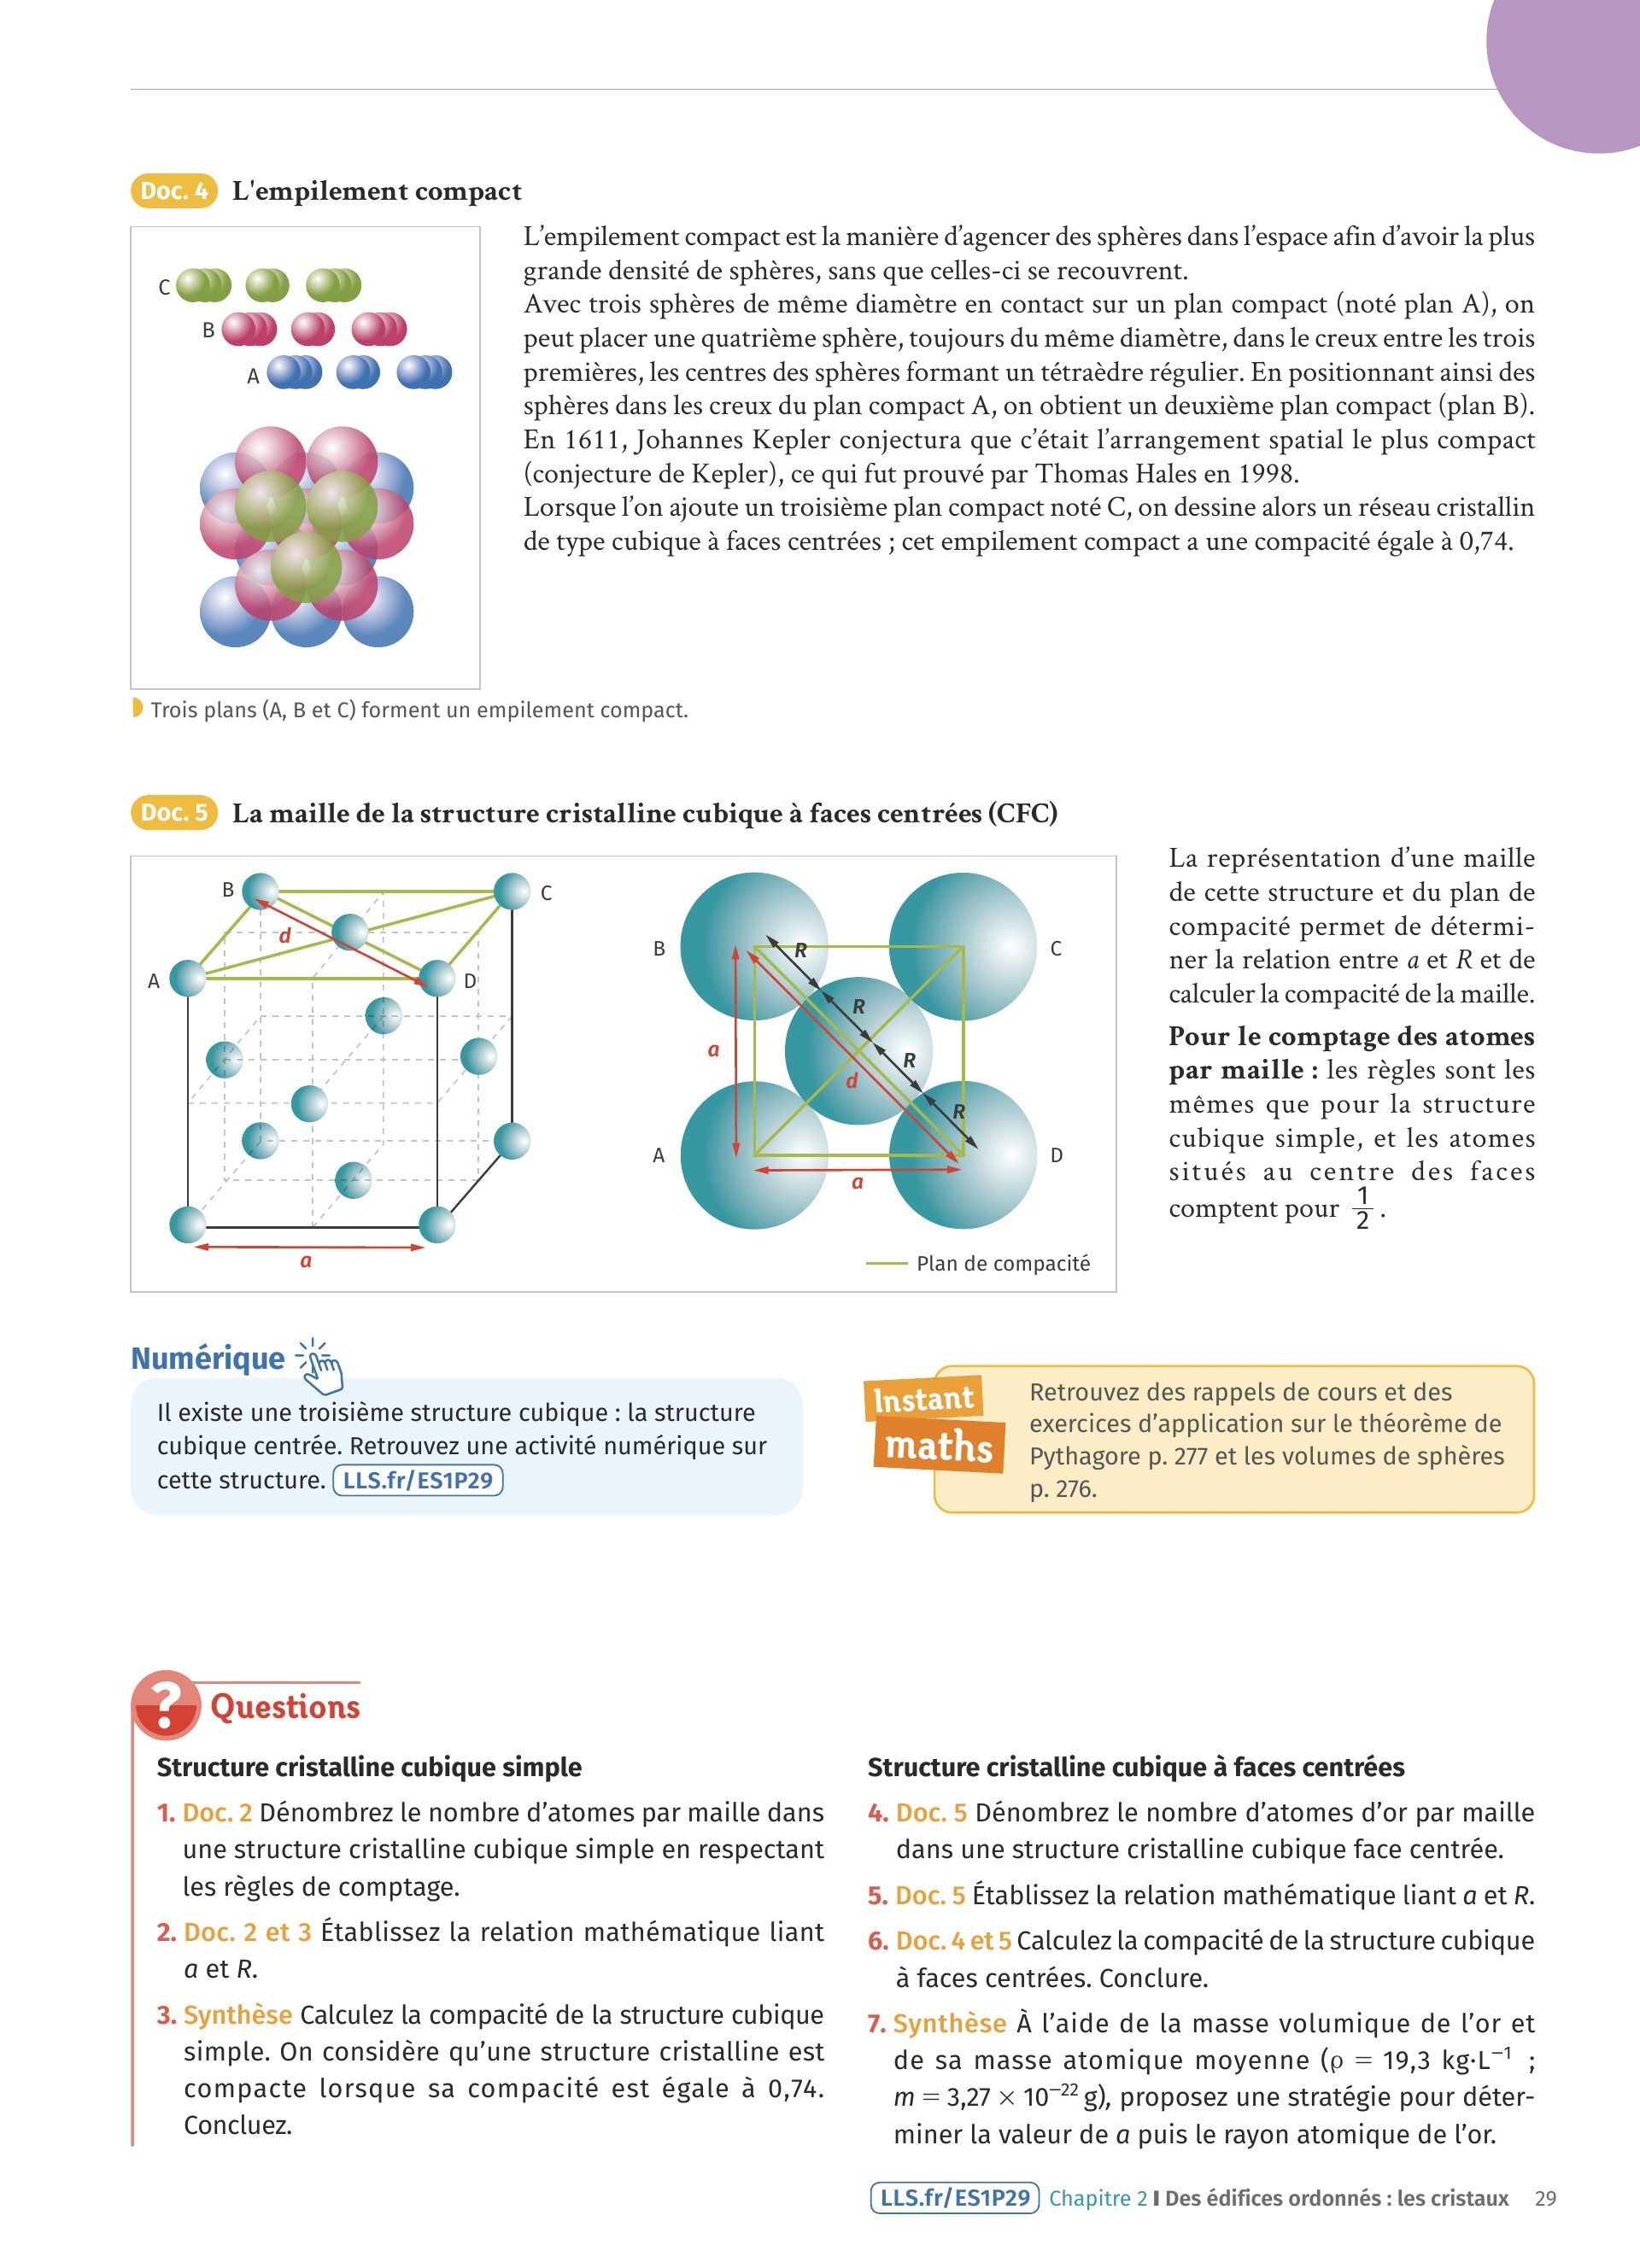 Doc. 4 L'empilement compact
C
B
A
L’empilement compact est la manière d’agencer des sphères dans l’espace afin d’avoir la plus
grande densité de sphères, sans que celles-ci se recouvrent.
Avec trois sphères de même diamètre en contact sur un plan compact (noté plan A), on
peut placer une quatrième sphère, toujours du même diamètre, dans le creux entre les trois
premières, les centres des sphères formant un tétraèdre régulier. En positionnant ainsi des
sphères dans les creux du plan compact A, on obtient un deuxième plan compact (plan B).
En 1611, Johannes Kepler conjectura que c’était l’arrangement spatial le plus compact
(conjecture de Kepler), ce qui fut prouvé par Thomas Hales en 1998.
Lorsque l’on ajoute un troisième plan compact noté C, on dessine alors un réseau cristallin
de type cubique à faces centrées ; cet empilement compact a une compacité égale à 0,74.
Trois plans (A, B et C) forment un empilement compact.
Doc. 5 La maille de la structure cristalline cubique à faces centrées (CFC)
B
C
d
A
D
a
B
C
R
R
a
R
d
R
A
D
a
Plan de compacité
La représentation d’une maille
de cette structure et du plan de
compacité permet de détermi-
ner la relation entre a et R et de
calculer la compacité de la maille.
Pour le comptage des atomes
par maille : les règles sont les
mêmes que pour la structure
cubique simple, et les atomes
situés au centre des faces
comptent pour 1/2.
Numérique
Il existe une troisième structure cubique : la structure
cubique centrée. Retrouvez une activité numérique sur
cette structure. LLS.fr/ES1P29
Instant
maths
Retrouvez des rappels de cours et des
exercices d’application sur le théorème de
Pythagore p. 277 et les volumes de sphères
p. 276.
? Questions
Structure cristalline cubique simple
1. Doc. 2 Dénombrez le nombre d’atomes par maille dans
une structure cristalline cubique simple en respectant
les règles de comptage.
2. Doc. 2 et 3 Établissez la relation mathématique liant
a et R.
3. Synthèse Calculez la compacité de la structure cubique
simple. On considère qu’une structure cristalline est
compacte lorsque sa compacité est égale à 0,74.
Concluez.
Structure cristalline cubique à faces centrées
4. Doc. 5 Dénombrez le nombre d’atomes d’or par maille
dans une structure cristalline cubique face centrée.
5. Doc. 5 Établissez la relation mathématique liant a et R.
6. Doc. 4 et 5 Calculez la compacité de la structure cubique
à faces centrées. Conclure.
7. Synthèse À l’aide de la masse volumique de l’or et
de sa masse atomique moyenne (ρ = 19,3 kg·L⁻¹ ;
m = 3,27 × 10⁻²² g), proposez une stratégie pour déter-
miner la valeur de a puis le rayon atomique de l’or.
LLS.fr/ES1P29 Chapitre 2 I Des édifices ordonnés : les cristaux 29